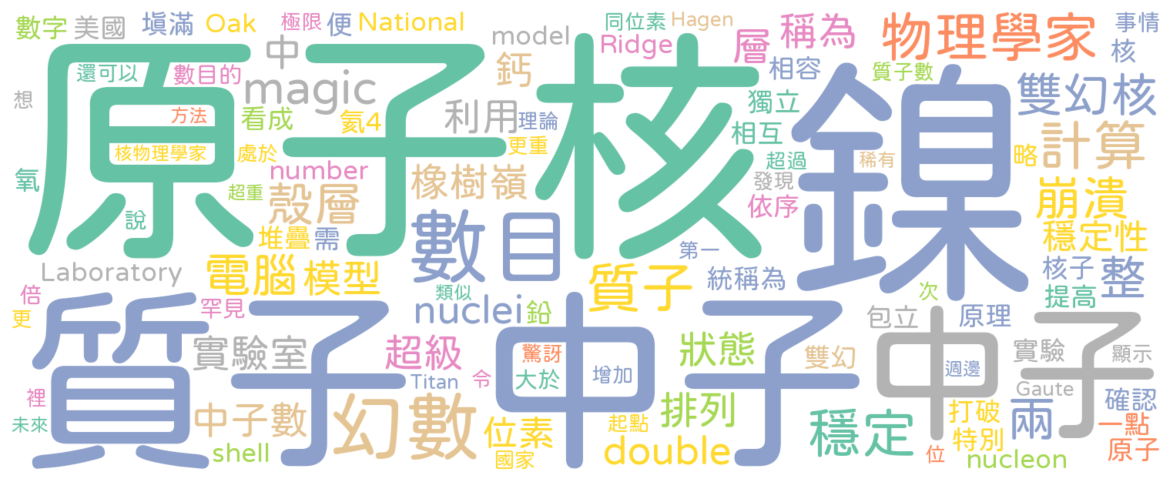 數字 美國 填滿 Oak 極限 便 National
同位素 Hagen
事情
還可以 數目的 中 model Ridge 層 稱為 物理學家 核
想 magic 鈣 相容 質子數
原子核 鎳
方法 看成 氦4 利用 理論 獨立 雙幻核
核物理學家 處於 更重 相互 超過 稀有 略 計算
氧 超重 number 橡樹嶺 發現 崩潰
說 殼層 依序
堆疊 需 數目 第一 穩定性
Laboratory 電腦 模型 質子 統稱為 核子 整
倍 罕見 類似 次 提高
更 nuclei 鉛 包立 原理
質子 中子 中子
實驗室 超級 驚訝 狀態 雙幻 週邊 實驗 顯示
裡 Titan 令 大於 增加 Gaute 確認
未來 中子數 幻數 位素 起點 排列 穩定 打破 兩 一點
shell 國家 double 位 特別 nucleon 原子